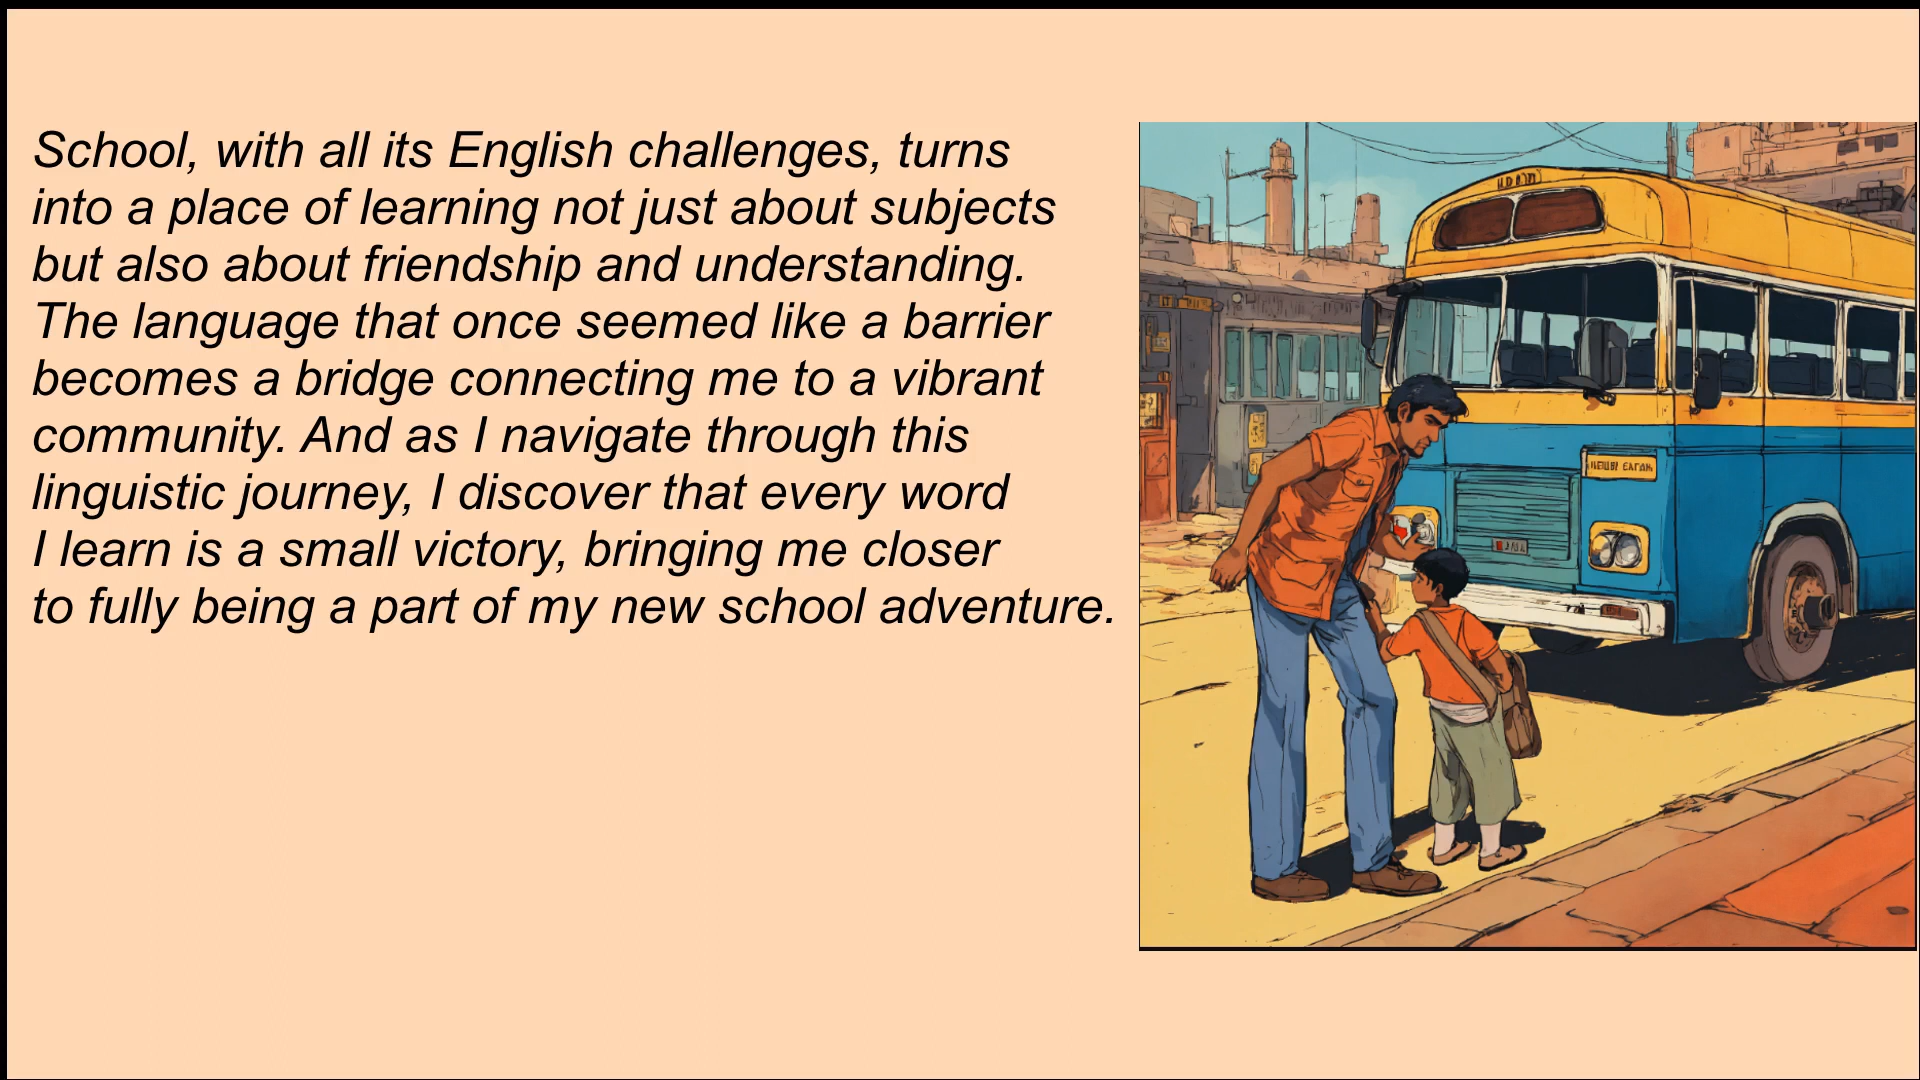 School, with all its English challenges, turns
into a place of learning not just about subjects
but also about friendship and understanding.
The language that once seemed like a barrier
becomes a bridge connecting me to a vibrant
community. And as I navigate through this
linguistic journey, I discover that every word
I learn is a small victory, bringing me closer
to fully being a part of my new school adventure.